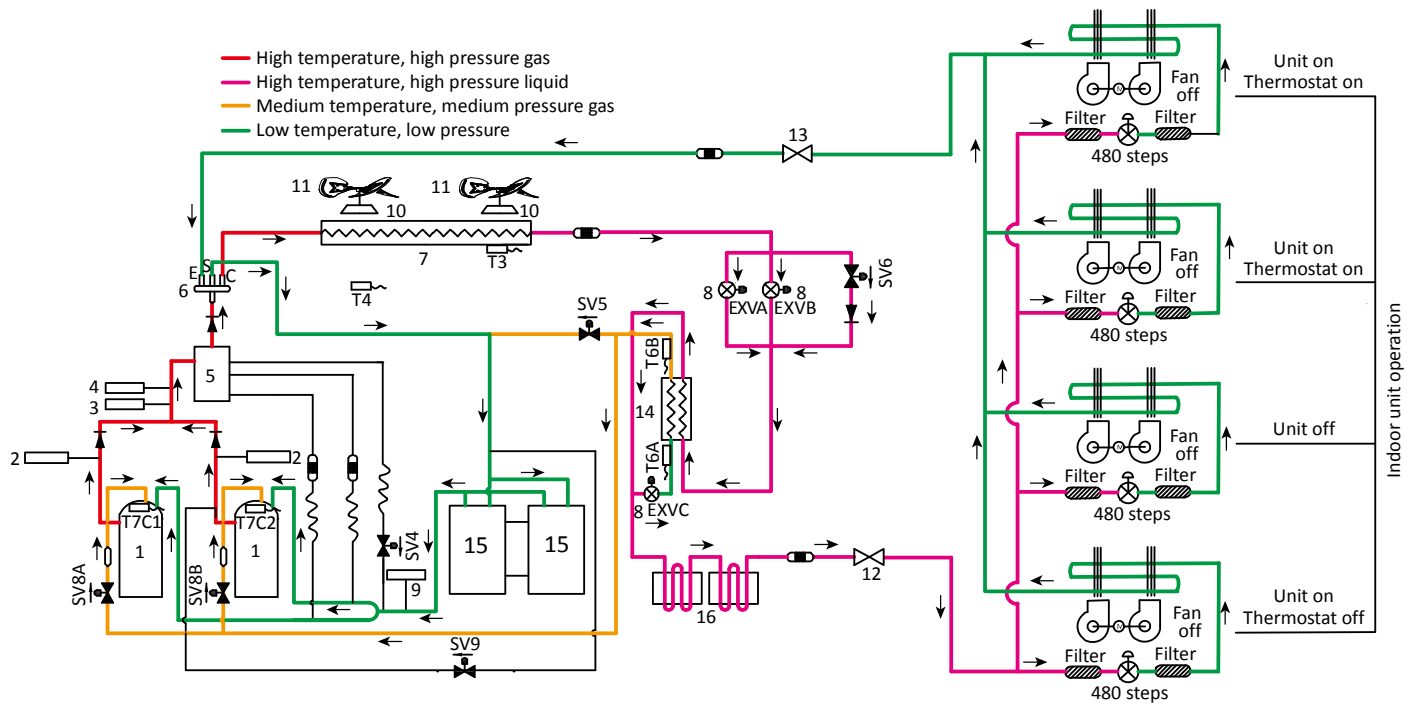 High temperature, high pressure gas
High temperature, high pressure liquid
Medium temperature, medium pressure gas
Low temperature, low pressure
13
11
11
10
10
7
T3
T4
E
S
C
6
5
4
3
2
2
T7C1
T7C2
1
1
SV8A
SV8B
SV4
9
SV9
15
15
SV5
T6B
14
T6A
8
EXVC
8
EXVA
8
EXVB
SV6
16
12
Fan
off
Filter
Filter
480 steps
Unit on
Thermostat on
Fan
off
Filter
Filter
480 steps
Unit on
Thermostat on
Fan
off
Filter
Filter
480 steps
Unit off
Fan
off
Filter
Filter
480 steps
Unit on
Thermostat off
Indoor unit operation